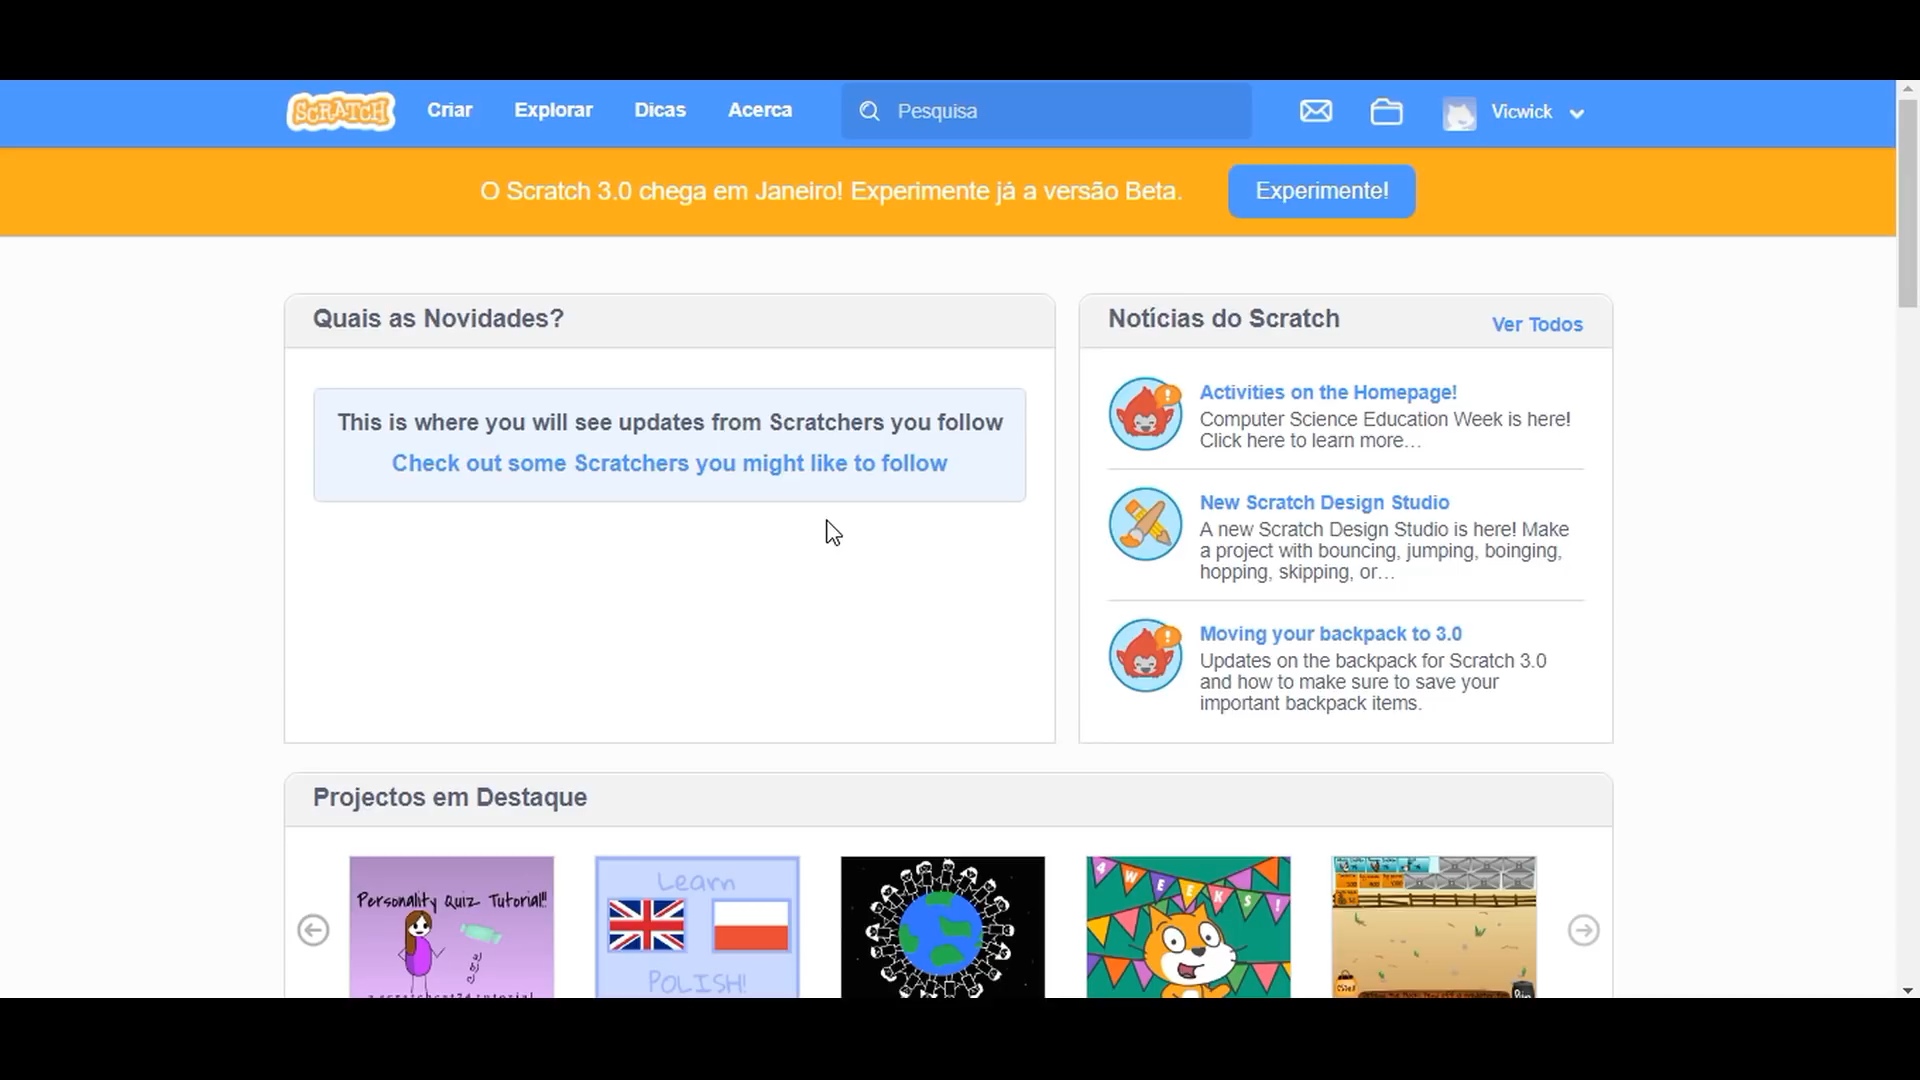 SCRATCH Criar Explorar Dicas Acerca Pesquisa Vicwick
O Scratch 3.0 chega em Janeiro! Experimente já a versão Beta. Experimente!
Quais as Novidades?
This is where you will see updates from Scratchers you follow
Check out some Scratchers you might like to follow
Notícias do Scratch Ver Todos
Activities on the Homepage!
Computer Science Education Week is here!
Click here to learn more…
New Scratch Design Studio
A new Scratch Design Studio is here! Make
a project with bouncing, jumping, boinging,
hopping, skipping, or…
Moving your backpack to 3.0
Updates on the backpack for Scratch 3.0
and how to make sure to save your
important backpack items.
Projectos em Destaque
Personality Quiz Tutorial!!
Learn
POLISH!
4 WEEKS!